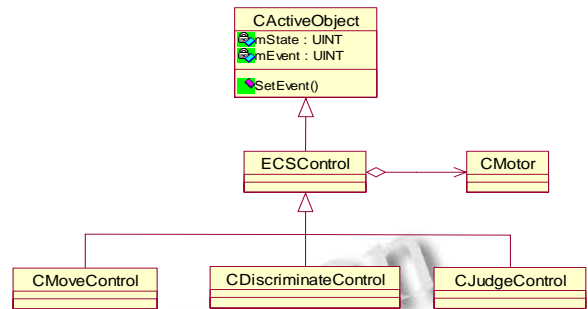 CActiveObject
mState : UINT
mEvent : UINT
SetEvent()
ECSControl
CMotor
CMoveControl
CDiscriminateControl
CJudgeControl